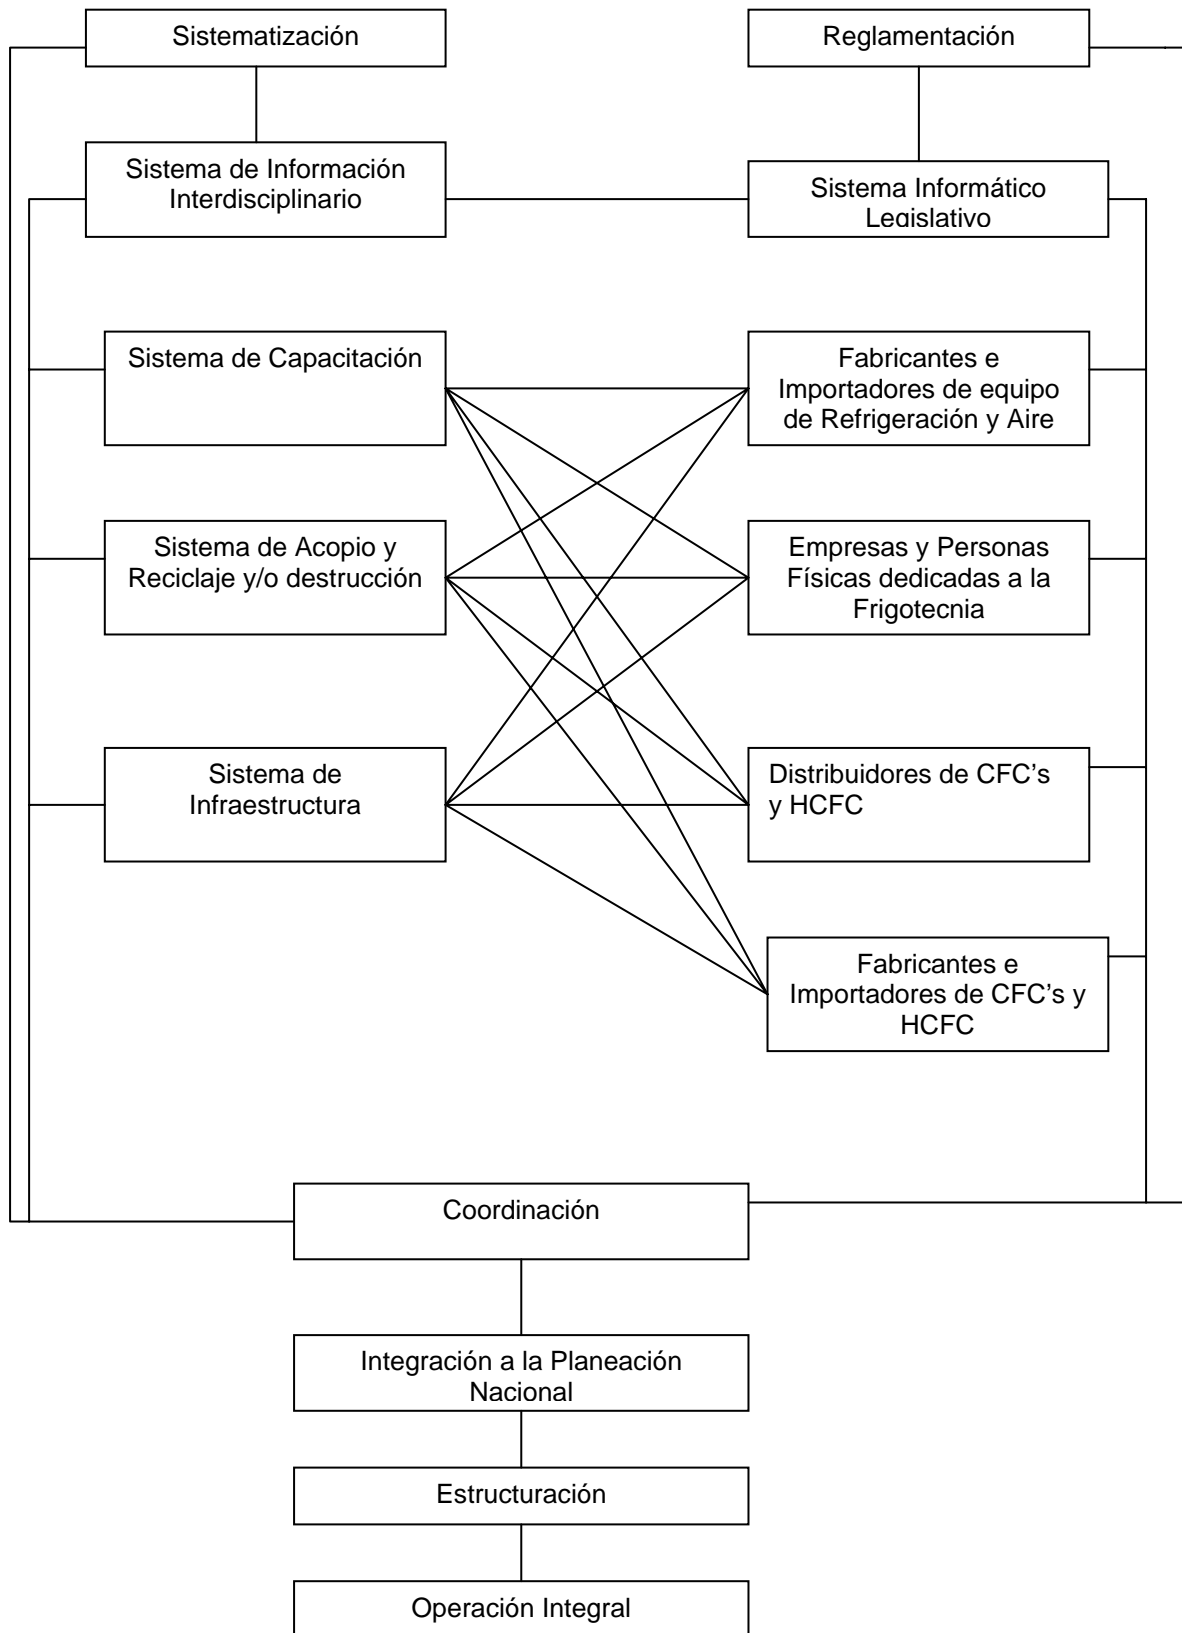 Sistematización
Reglamentación
Sistema de Información
Interdisciplinario
Sistema Informático
Legislativo
Sistema de Capacitación
Fabricantes e
Importadores de equipo
de Refrigeración y Aire
Sistema de Acopio y
Reciclaje y/o destrucción
Empresas y Personas
Físicas dedicadas a la
Frigotecnia
Sistema de
Infraestructura
Distribuidores de CFC’s
y HCFC
Fabricantes e
Importadores de CFC’s y
HCFC
Coordinación
Integración a la Planeación
Nacional
Estructuración
Operación Integral